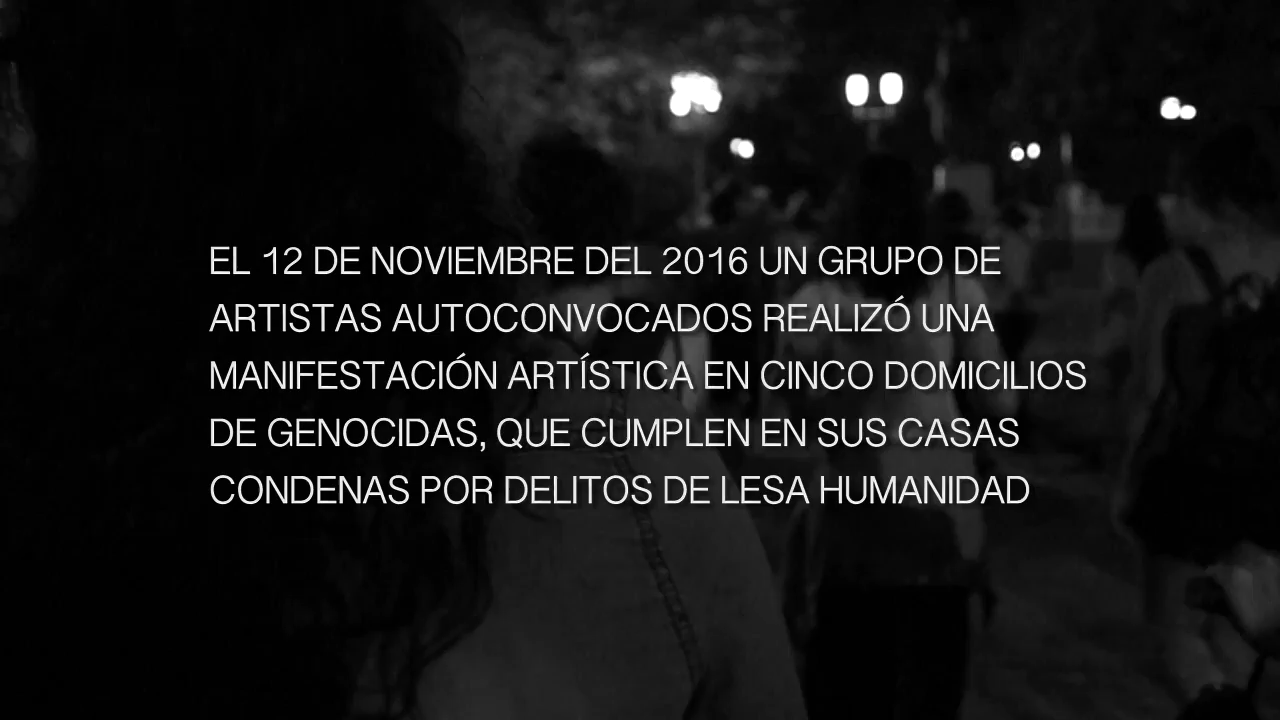 EL 12 DE NOVIEMBRE DEL 2016 UN GRUPO DE
ARTISTAS AUTOCONVOCADOS REALIZÓ UNA
MANIFESTACIÓN ARTÍSTICA EN CINCO DOMICILIOS
DE GENOCIDAS, QUE CUMPLEN EN SUS CASAS
CONDENAS POR DELITOS DE LESA HUMANIDAD